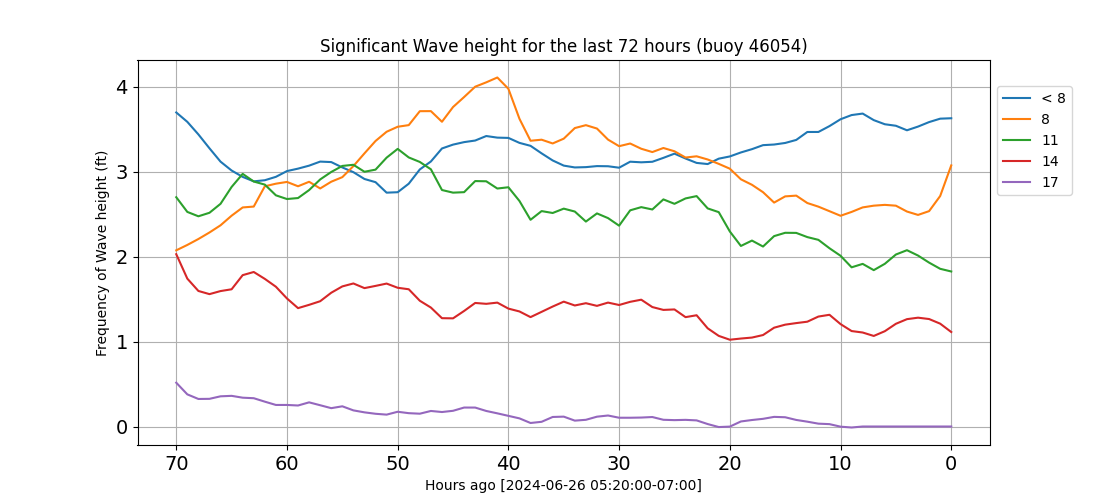 Significant Wave height for the last 72 hours (buoy 46054)
Frequency of Wave height (ft)
4
3
2
1
0
70 60 50 40 30 20 10 0
Hours ago [2024-06-26 05:20:00-07:00]
< 8
8
11
14
17